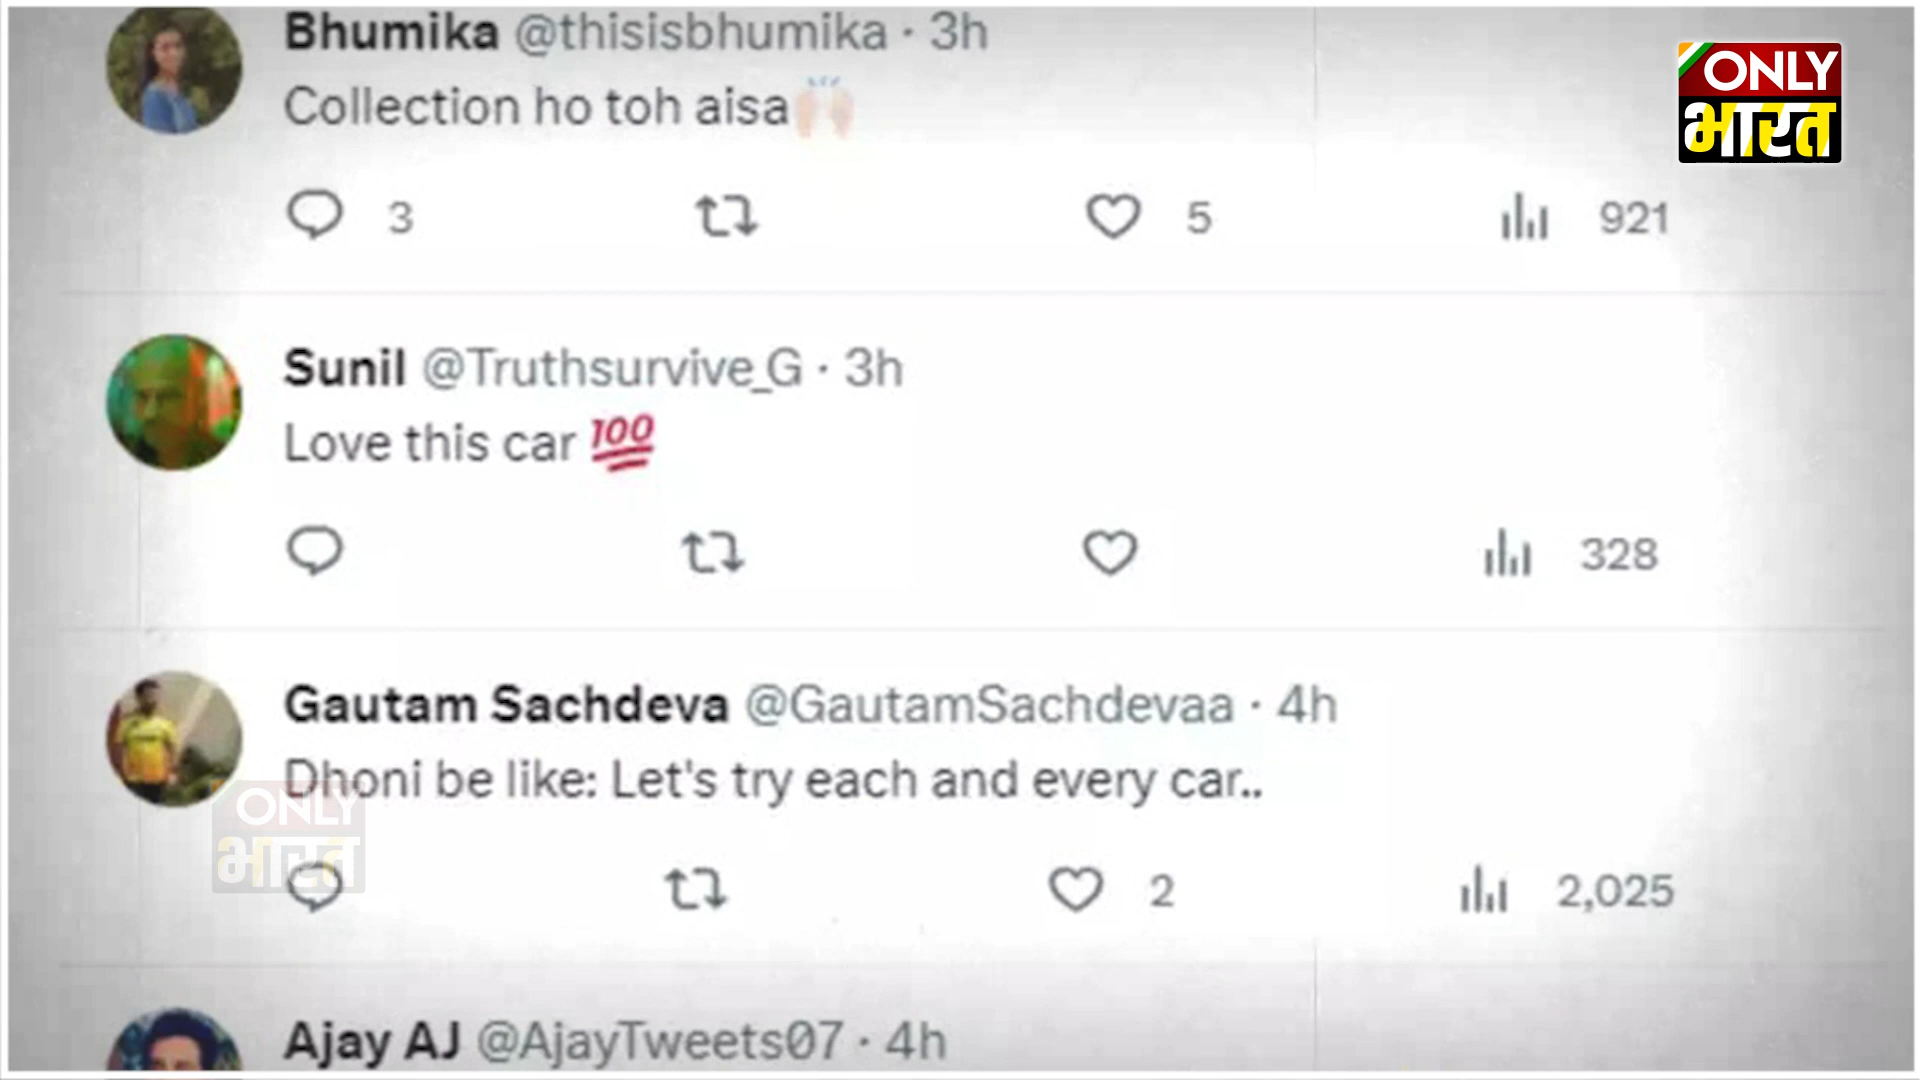 Bhumika @thisisbhumika · 3h
ONLY
भारत
Collection ho toh aisa🙌🏻
3 5 921
Sunil @Truthsurvive_G · 3h
Love this car 💯
328
Gautam Sachdeva @GautamSachdevaa · 4h
Dhoni be like: Let's try each and every car..
ONLY
भारत
2 2,025
Ajay AJ @AjayTweets07 · 4h